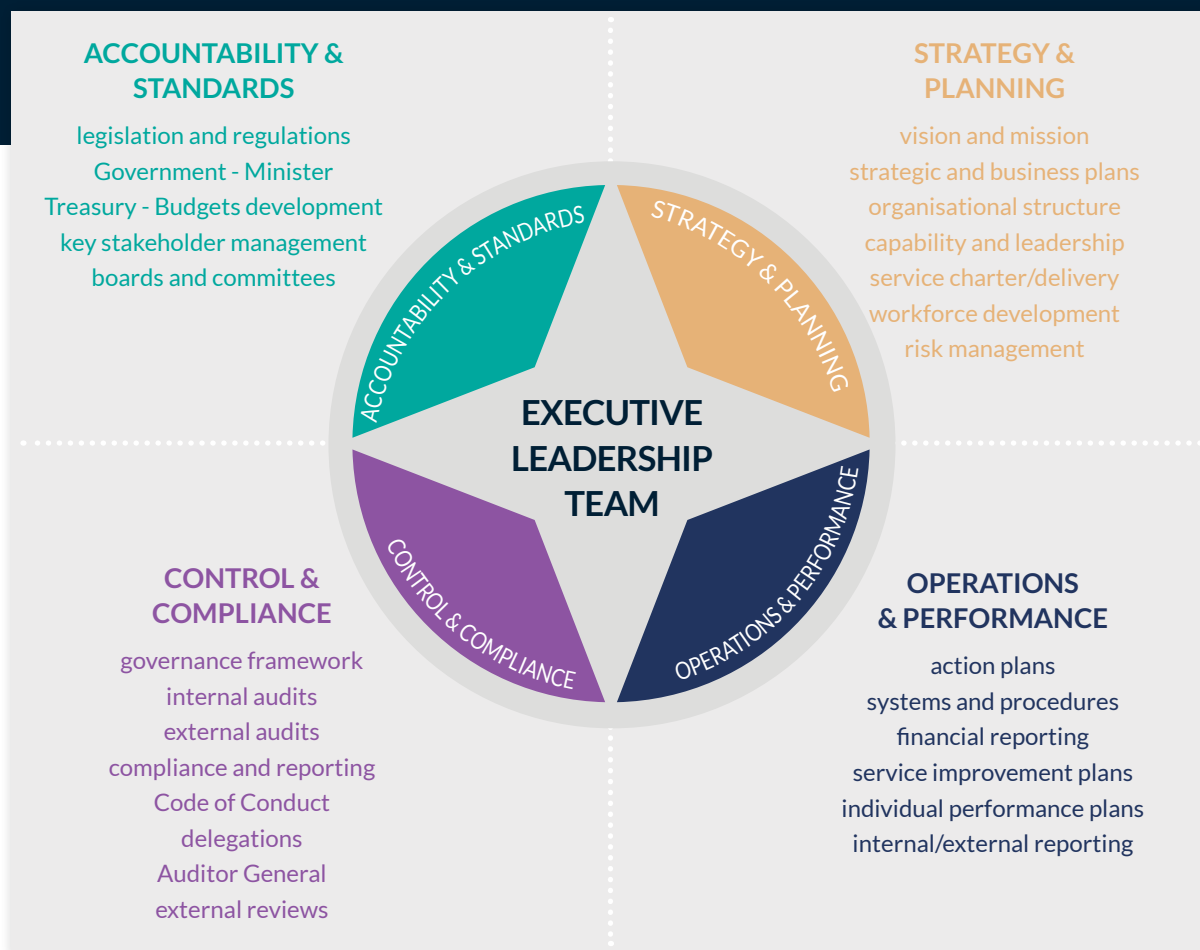 ACCOUNTABILITY &
STANDARDS
legislation and regulations
Government - Minister
Treasury - Budgets development
key stakeholder management
boards and committees
STRATEGY &
PLANNING
vision and mission
strategic and business plans
organisational structure
capability and leadership
service charter/delivery
workforce development
risk management
ACCOUNTABILITY & STANDARDS
STRATEGY & PLANNING
EXECUTIVE
LEADERSHIP
TEAM
CONTROL & COMPLIANCE
OPERATIONS & PERFORMANCE
CONTROL &
COMPLIANCE
governance framework
internal audits
external audits
compliance and reporting
Code of Conduct
delegations
Auditor General
external reviews
OPERATIONS
& PERFORMANCE
action plans
systems and procedures
financial reporting
service improvement plans
individual performance plans
internal/external reporting